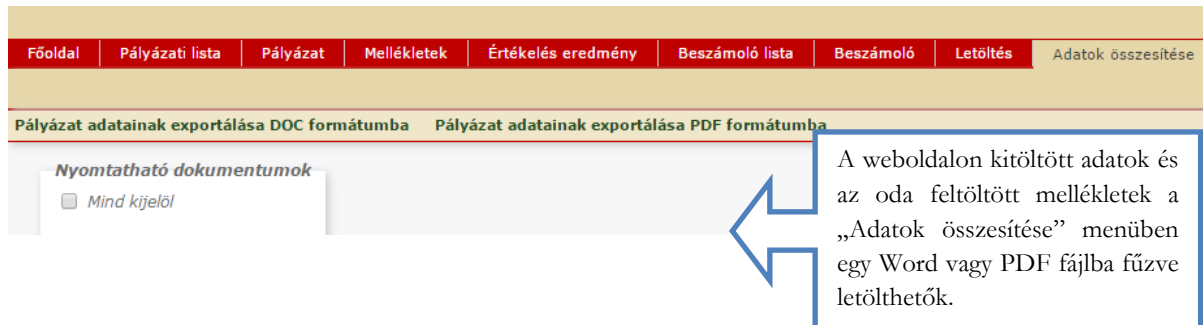 Főoldal Pályázati lista Pályázat Mellékletek Értékelés eredmény Beszámoló lista Beszámoló Letöltés Adatok összesítése
Pályázat adatainak exportálása DOC formátumba Pályázat adatainak exportálása PDF formátumba
Nyomtatható dokumentumok
Mind kijelöl
A weboldalon kitöltött adatok és
az oda feltöltött mellékletek a
„Adatok összesítése” menüben
egy Word vagy PDF fájlba fűzve
letölthetők.